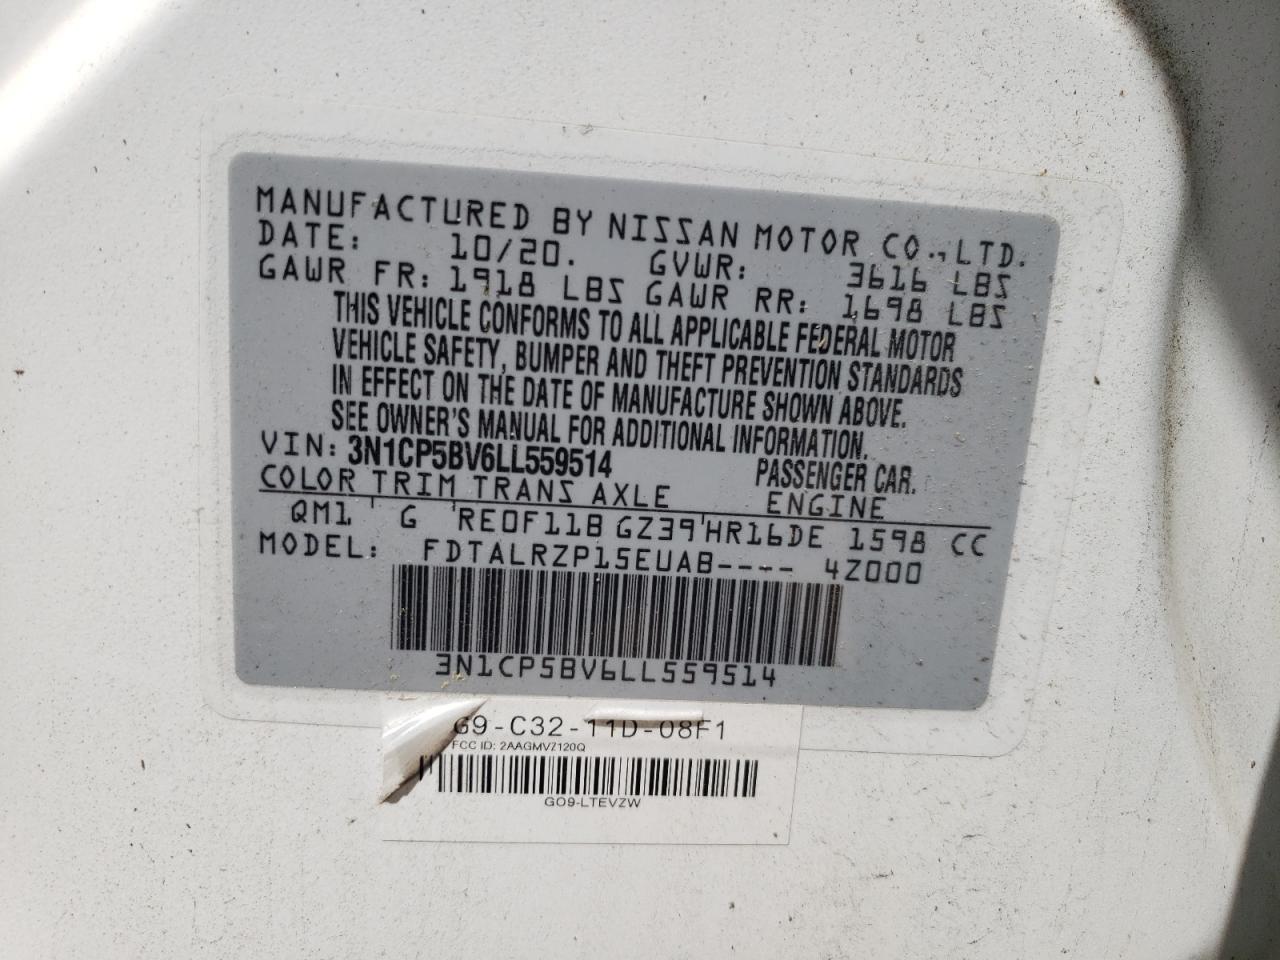 MANUFACTURED BY NISSAN MOTOR CO.,LTD.
DATE: 10/20. GVWR: 3616 LBS
GAWR FR: 1918 LBS GAWR RR: 1698 LBS
THIS VEHICLE CONFORMS TO ALL APPLICABLE FEDERAL MOTOR
VEHICLE SAFETY, BUMPER AND THEFT PREVENTION STANDARDS
IN EFFECT ON THE DATE OF MANUFACTURE SHOWN ABOVE.
SEE OWNER'S MANUAL FOR ADDITIONAL INFORMATION.
VIN: 3N1CP5BV6LL559514 PASSENGER CAR.
COLOR TRIM TRANS AXLE ENGINE
QM1 G RE0F11B GZ39 HR16DE 1598 CC
MODEL: FDTALRZP15EUAB---- 4Z000
3N1CP5BV6LL559514
G9-C32-11D-08F1
FCC ID: 2AAGMVZ120Q
GO9-LTEVZW